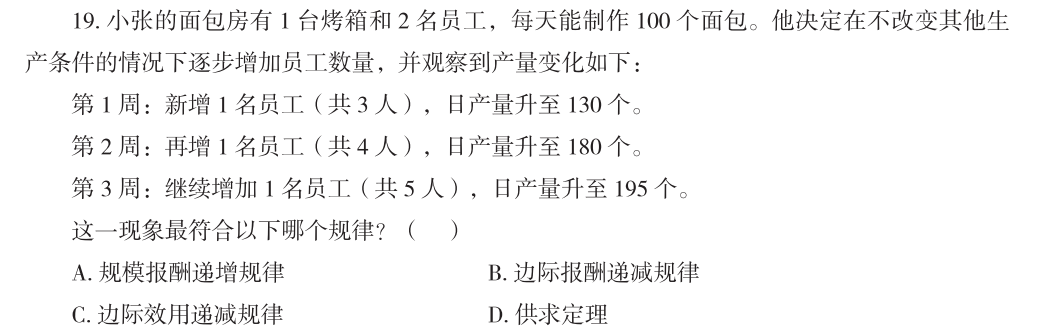 19. 小张的面包房有 1 台烤箱和 2 名员工，每天能制作 100 个面包。他决定在不改变其他生
产条件的情况下逐步增加员工数量，并观察到产量变化如下：
第 1 周：新增 1 名员工（共 3 人），日产量升至 130 个。
第 2 周：再增 1 名员工（共 4 人），日产量升至 180 个。
第 3 周：继续增加 1 名员工（共 5 人），日产量升至 195 个。
这一现象最符合以下哪个规律？（ ）
A. 规模报酬递增规律 B. 边际报酬递减规律
C. 边际效用递减规律 D. 供求定理